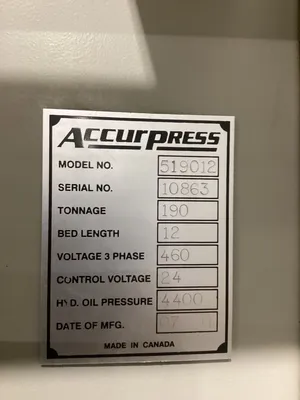 ACCURPRESS
MODEL NO. 519012
SERIAL NO. 10863
TONNAGE 190
BED LENGTH 12
VOLTAGE 3 PHASE 460
CONTROL VOLTAGE 24
HYD. OIL PRESSURE 4400
DATE OF MFG. 07
MADE IN CANADA